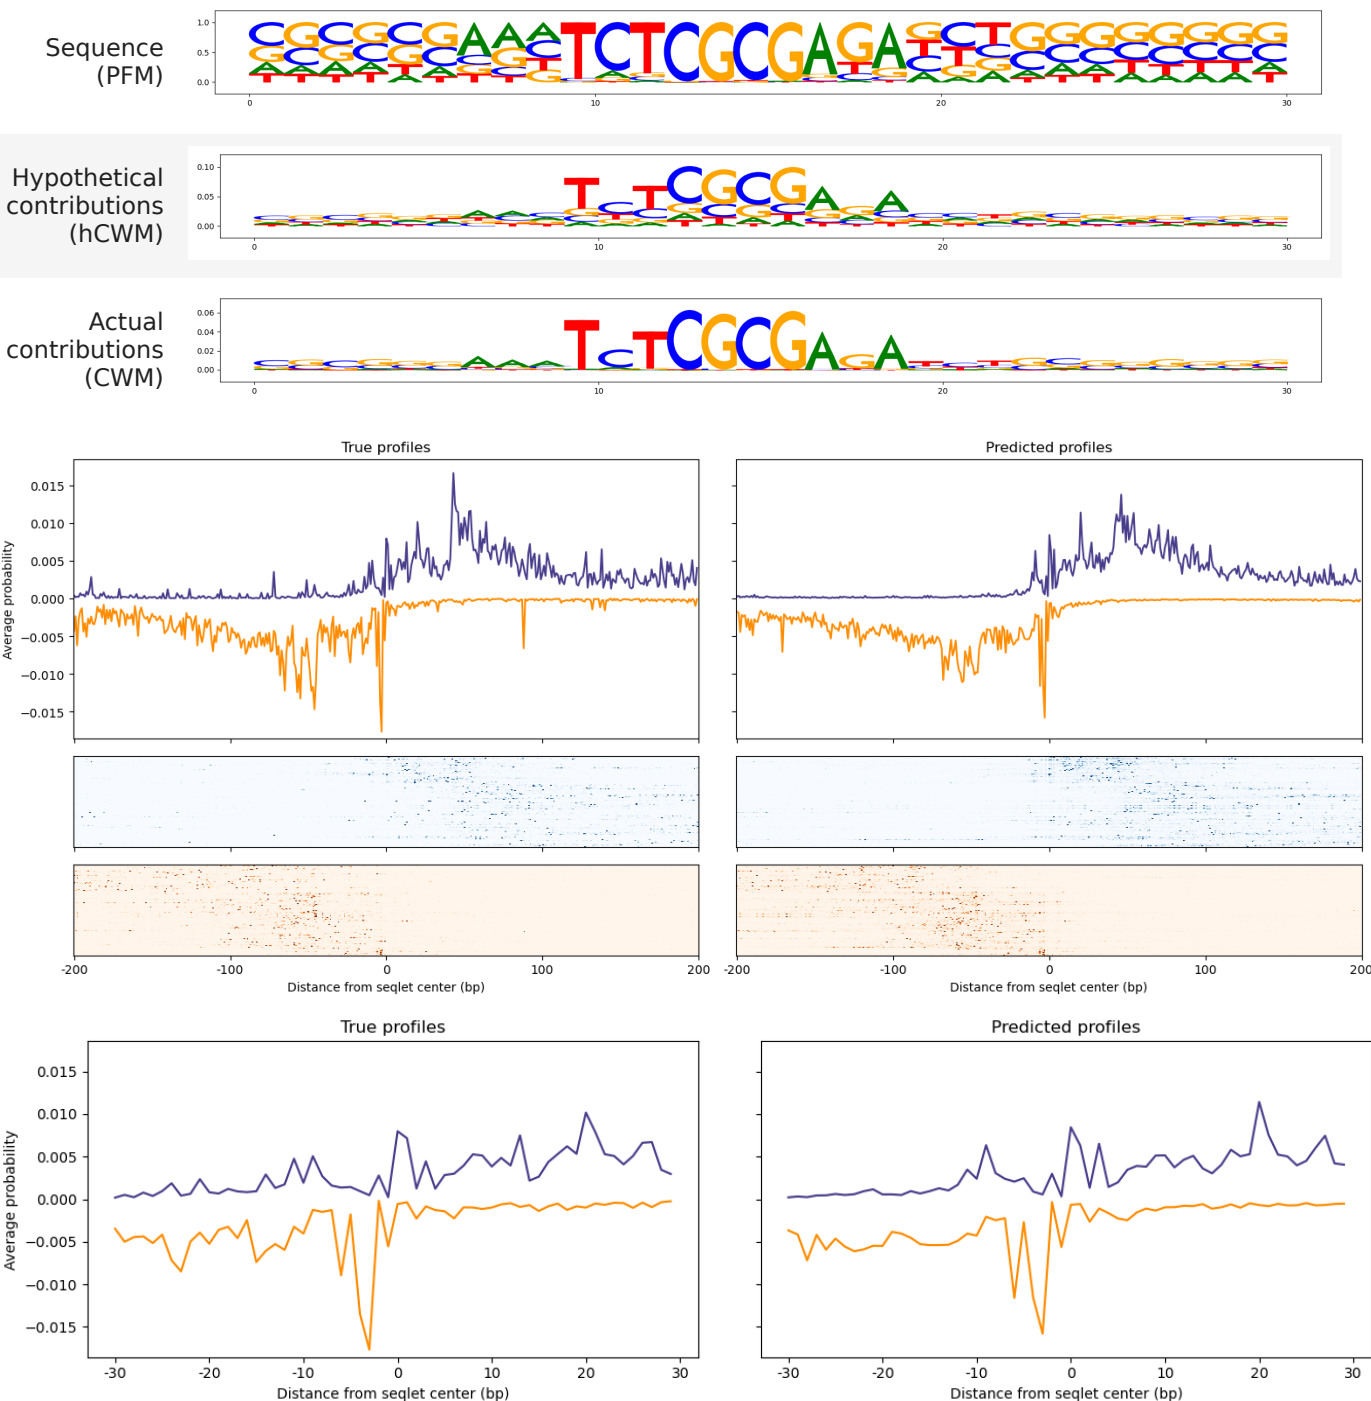 Sequence
(PFM)
1.0
0.5
0.0
0 10 20 30
Hypothetical
contributions
(hCWM)
0.10
0.05
0.00
0 10 20 30
Actual
contributions
(CWM)
0.06
0.04
0.02
0.00
0 10 20 30
True profiles Predicted profiles
Average probability
0.015
0.010
0.005
0.000
−0.005
−0.010
−0.015
-200 -100 0 100 200 -200 -100 0 100 200
Distance from seqlet center (bp) Distance from seqlet center (bp)
True profiles Predicted profiles
Average probability
0.015
0.010
0.005
0.000
−0.005
−0.010
−0.015
-30 -20 -10 0 10 20 30 -30 -20 -10 0 10 20 30
Distance from seqlet center (bp) Distance from seqlet center (bp)